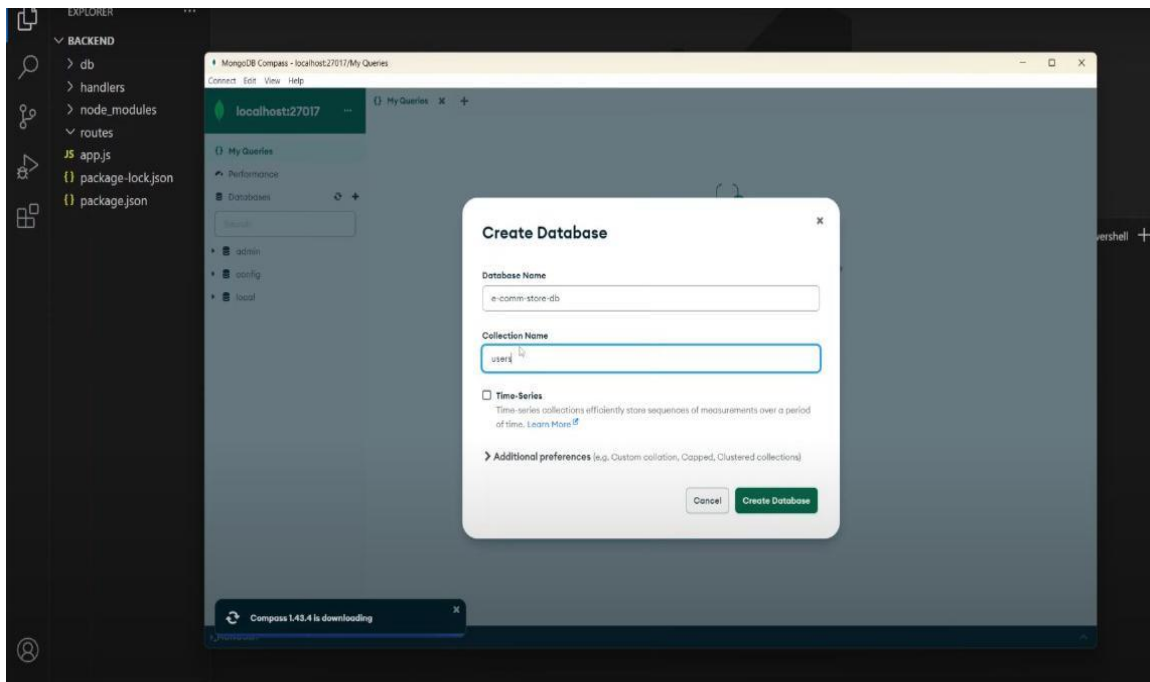 EXPLORER ...
BACKEND
db
handlers
node_modules
routes
JS app.js
{} package-lock.json
{} package.json
MongoDB Compass - localhost:27017/My Queries
Connect Edit View Help
localhost:27017 ...
{} My Queries
{} My Queries
Performance
Databases
admin
config
local
Create Database
Database Name
e-comm-store-db
Collection Name
users
Time-Series
Time-series collections efficiently store sequences of measurements over a period
of time. Learn More
Additional preferences (e.g. Custom collation, Capped, Clustered collections)
Cancel
Create Database
Compass 1.43.4 is downloading
ershell